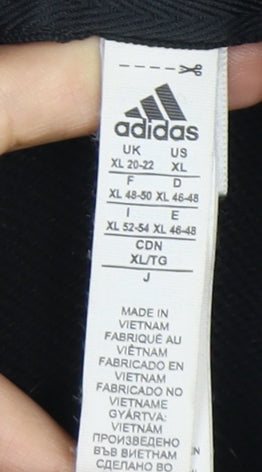 adidas
UK US
XL 20-22 XL
F D
XL 48-50 XL 46-48
I E
XL 52-54 XL 46-48
CDN
XL/TG
J
MADE IN
VIETNAM
FABRIQUÉ AU
VIÊTNAM
FABRICADO EN
VIETNAM
FABRICADO NO
VIETNAME
GYÁRTVA:
VIETNÁM
ПРОИЗВЕДЕНО
ВЪВ ВИЕТНАМ
СДЕЛАНО ВО